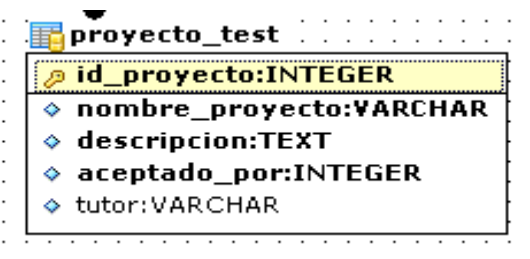 proyecto_test
id_proyecto:INTEGER
nombre_proyecto:VARCHAR
descripcion:TEXT
aceptado_por:INTEGER
tutor:VARCHAR